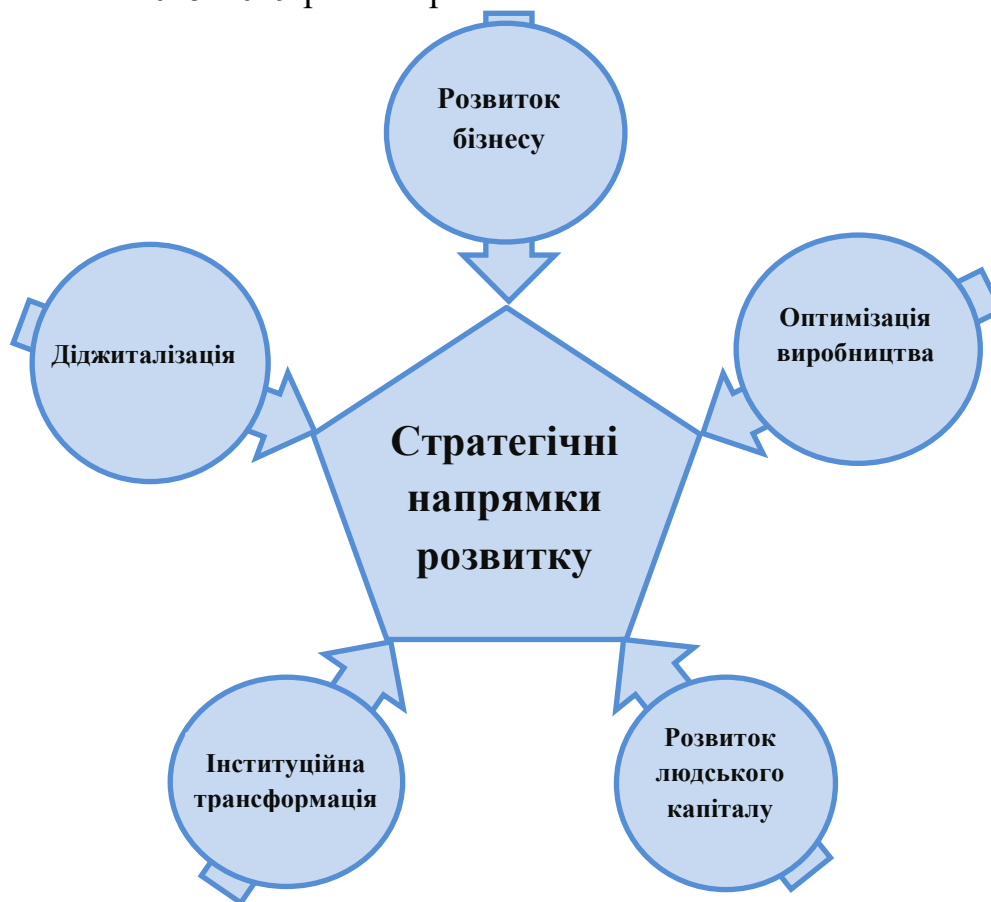 Розвиток
бізнесу
Діджиталізація
Оптимізація
виробництва
Стратегічні
напрямки
розвитку
Інституційна
трансформація
Розвиток
людського
капіталу